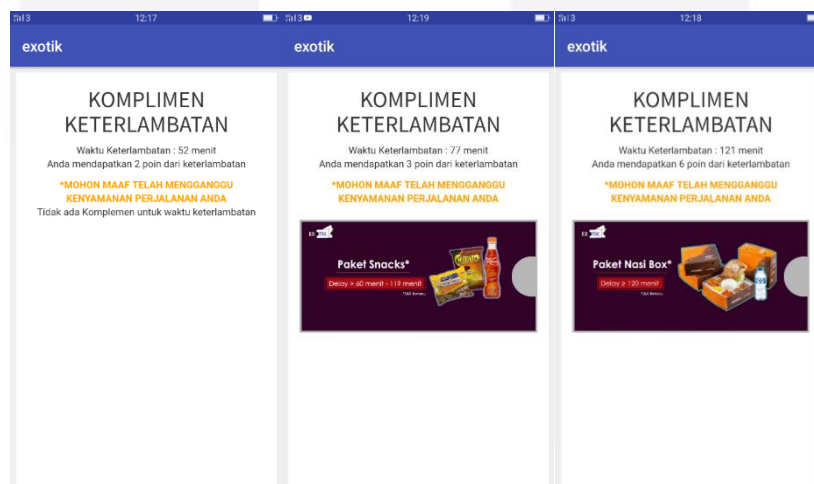 12:17
exotik
KOMPLIMEN
KETERLAMBATAN
Waktu Keterlambatan : 52 menit
Anda mendapatkan 2 poin dari keterlambatan
*MOHON MAAF TELAH MENGGANGGU
KENYAMANAN PERJALANAN ANDA
Tidak ada Komplemen untuk waktu keterlambatan
12:19
exotik
KOMPLIMEN
KETERLAMBATAN
Waktu Keterlambatan : 77 menit
Anda mendapatkan 3 poin dari keterlambatan
*MOHON MAAF TELAH MENGGANGGU
KENYAMANAN PERJALANAN ANDA
Paket Snacks*
Delay > 60 menit - 119 menit
12:18
exotik
KOMPLIMEN
KETERLAMBATAN
Waktu Keterlambatan : 121 menit
Anda mendapatkan 6 poin dari keterlambatan
*MOHON MAAF TELAH MENGGANGGU
KENYAMANAN PERJALANAN ANDA
Paket Nasi Box*
Delay ≥ 120 menit